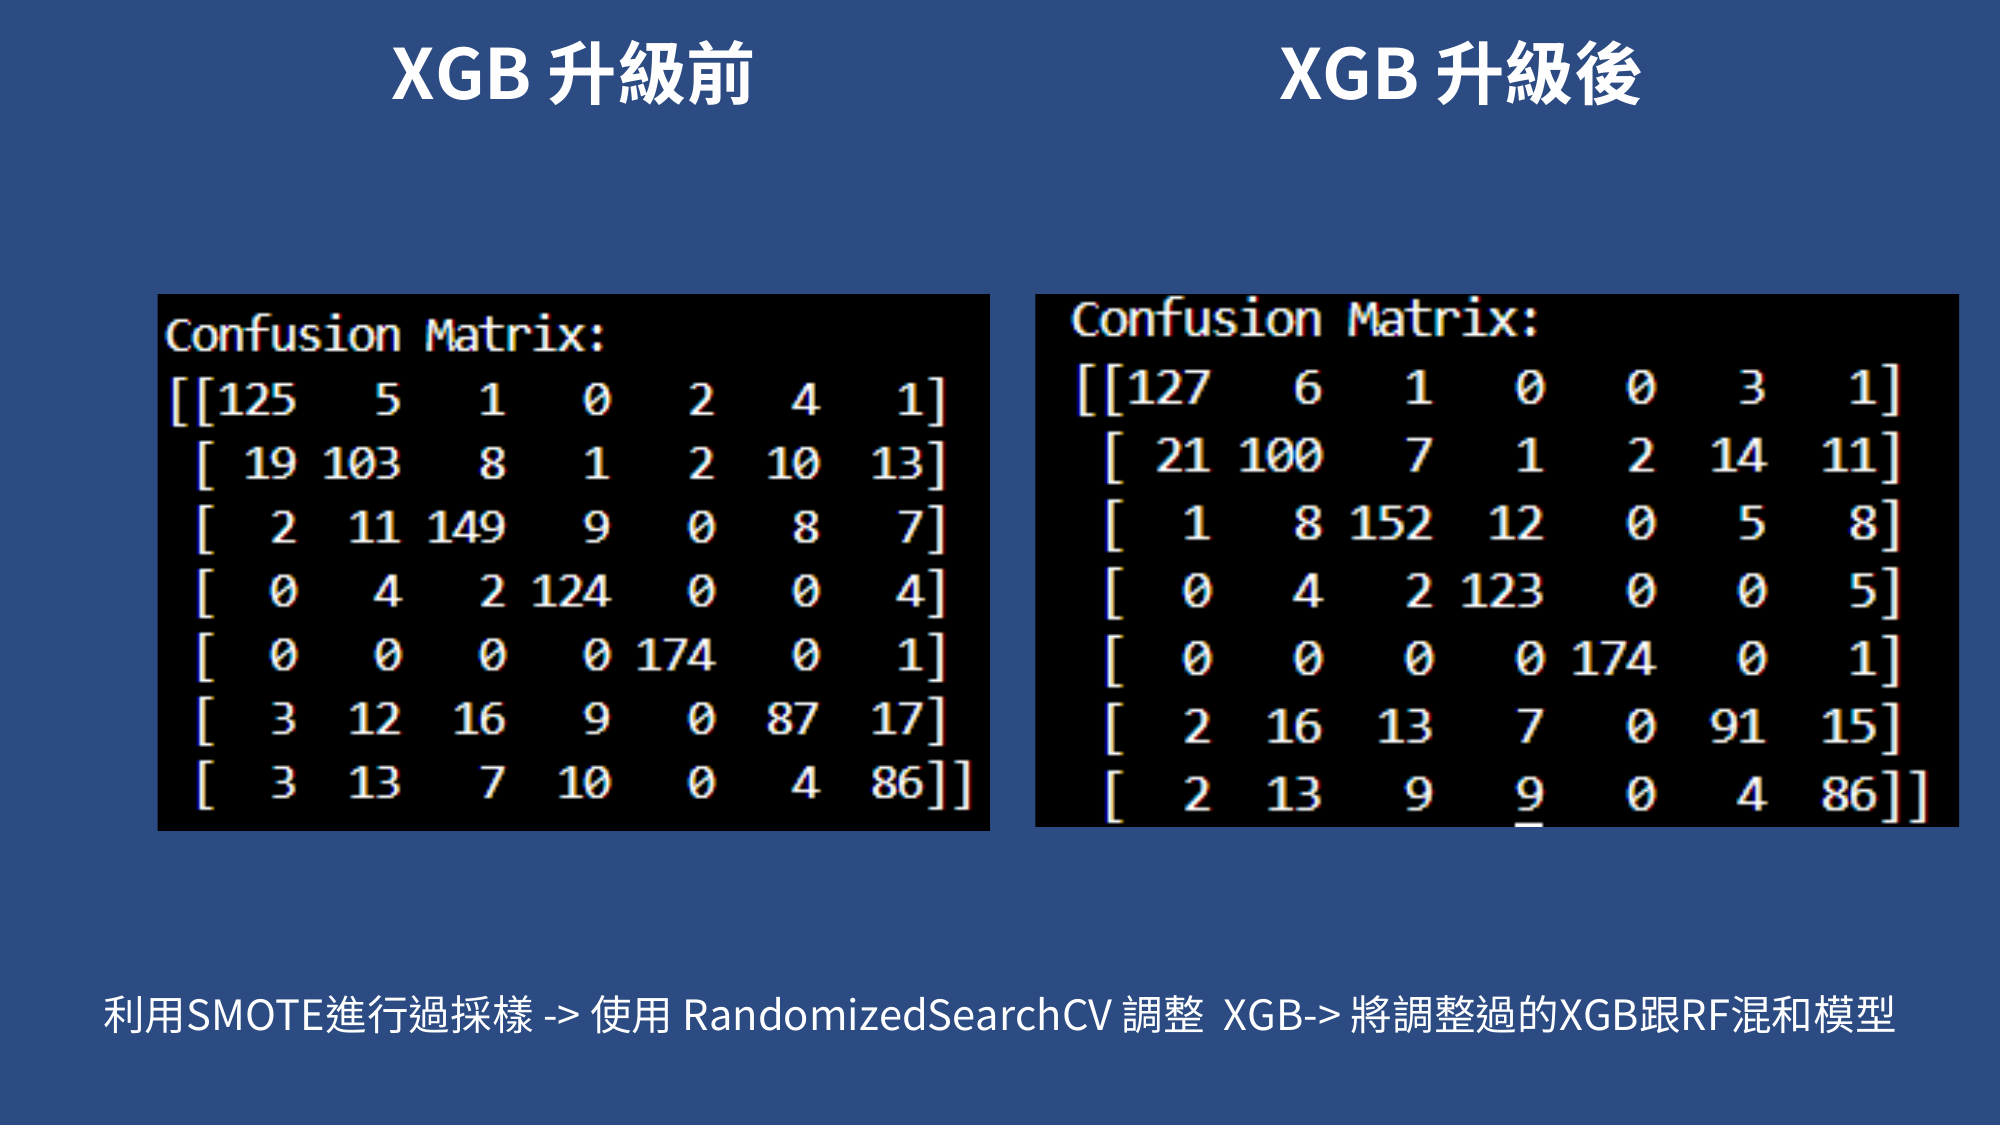 XGB 升級前
XGB 升級後
Confusion Matrix:
[[125 5 1 0 2 4 1]
[ 19 103 8 1 2 10 13]
[ 2 11 149 9 0 8 7]
[ 0 4 2 124 0 0 4]
[ 0 0 0 0 174 0 1]
[ 3 12 16 9 0 87 17]
[ 3 13 7 10 0 4 86]]
Confusion Matrix:
[[127 6 1 0 0 3 1]
[ 21 100 7 1 2 14 11]
[ 1 8 152 12 0 5 8]
[ 0 4 2 123 0 0 5]
[ 0 0 0 0 174 0 1]
[ 2 16 13 7 0 91 15]
[ 2 13 9 9 0 4 86]]
利用SMOTE進行過採樣 -> 使用 RandomizedSearchCV 調整 XGB-> 將調整過的XGB跟RF混和模型